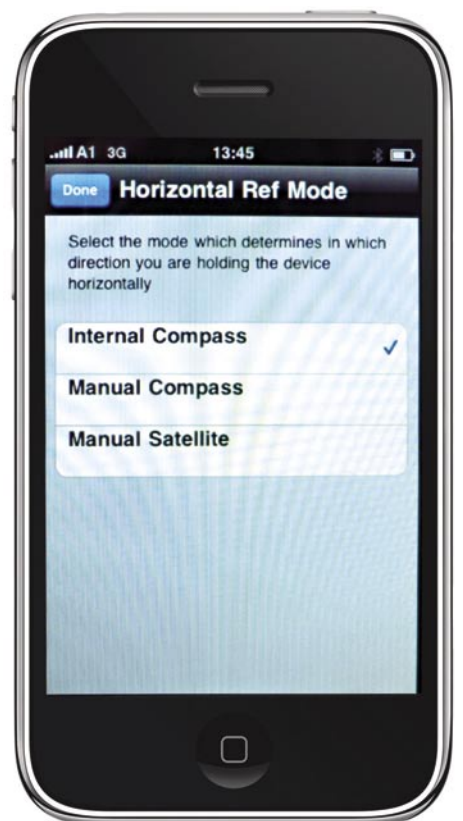 A1 3G 13:45
Done Horizontal Ref Mode
Select the mode which determines in which
direction you are holding the device
horizontally
Internal Compass
Manual Compass
Manual Satellite